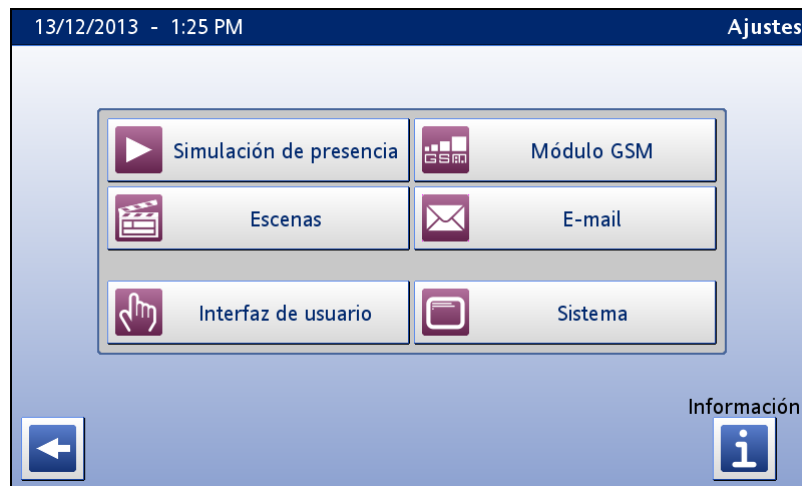 13/12/2013 - 1:25 PM Ajustes
Simulación de presencia
GSM Módulo GSM
Escenas
E-mail
Interfaz de usuario
Sistema
Información
i